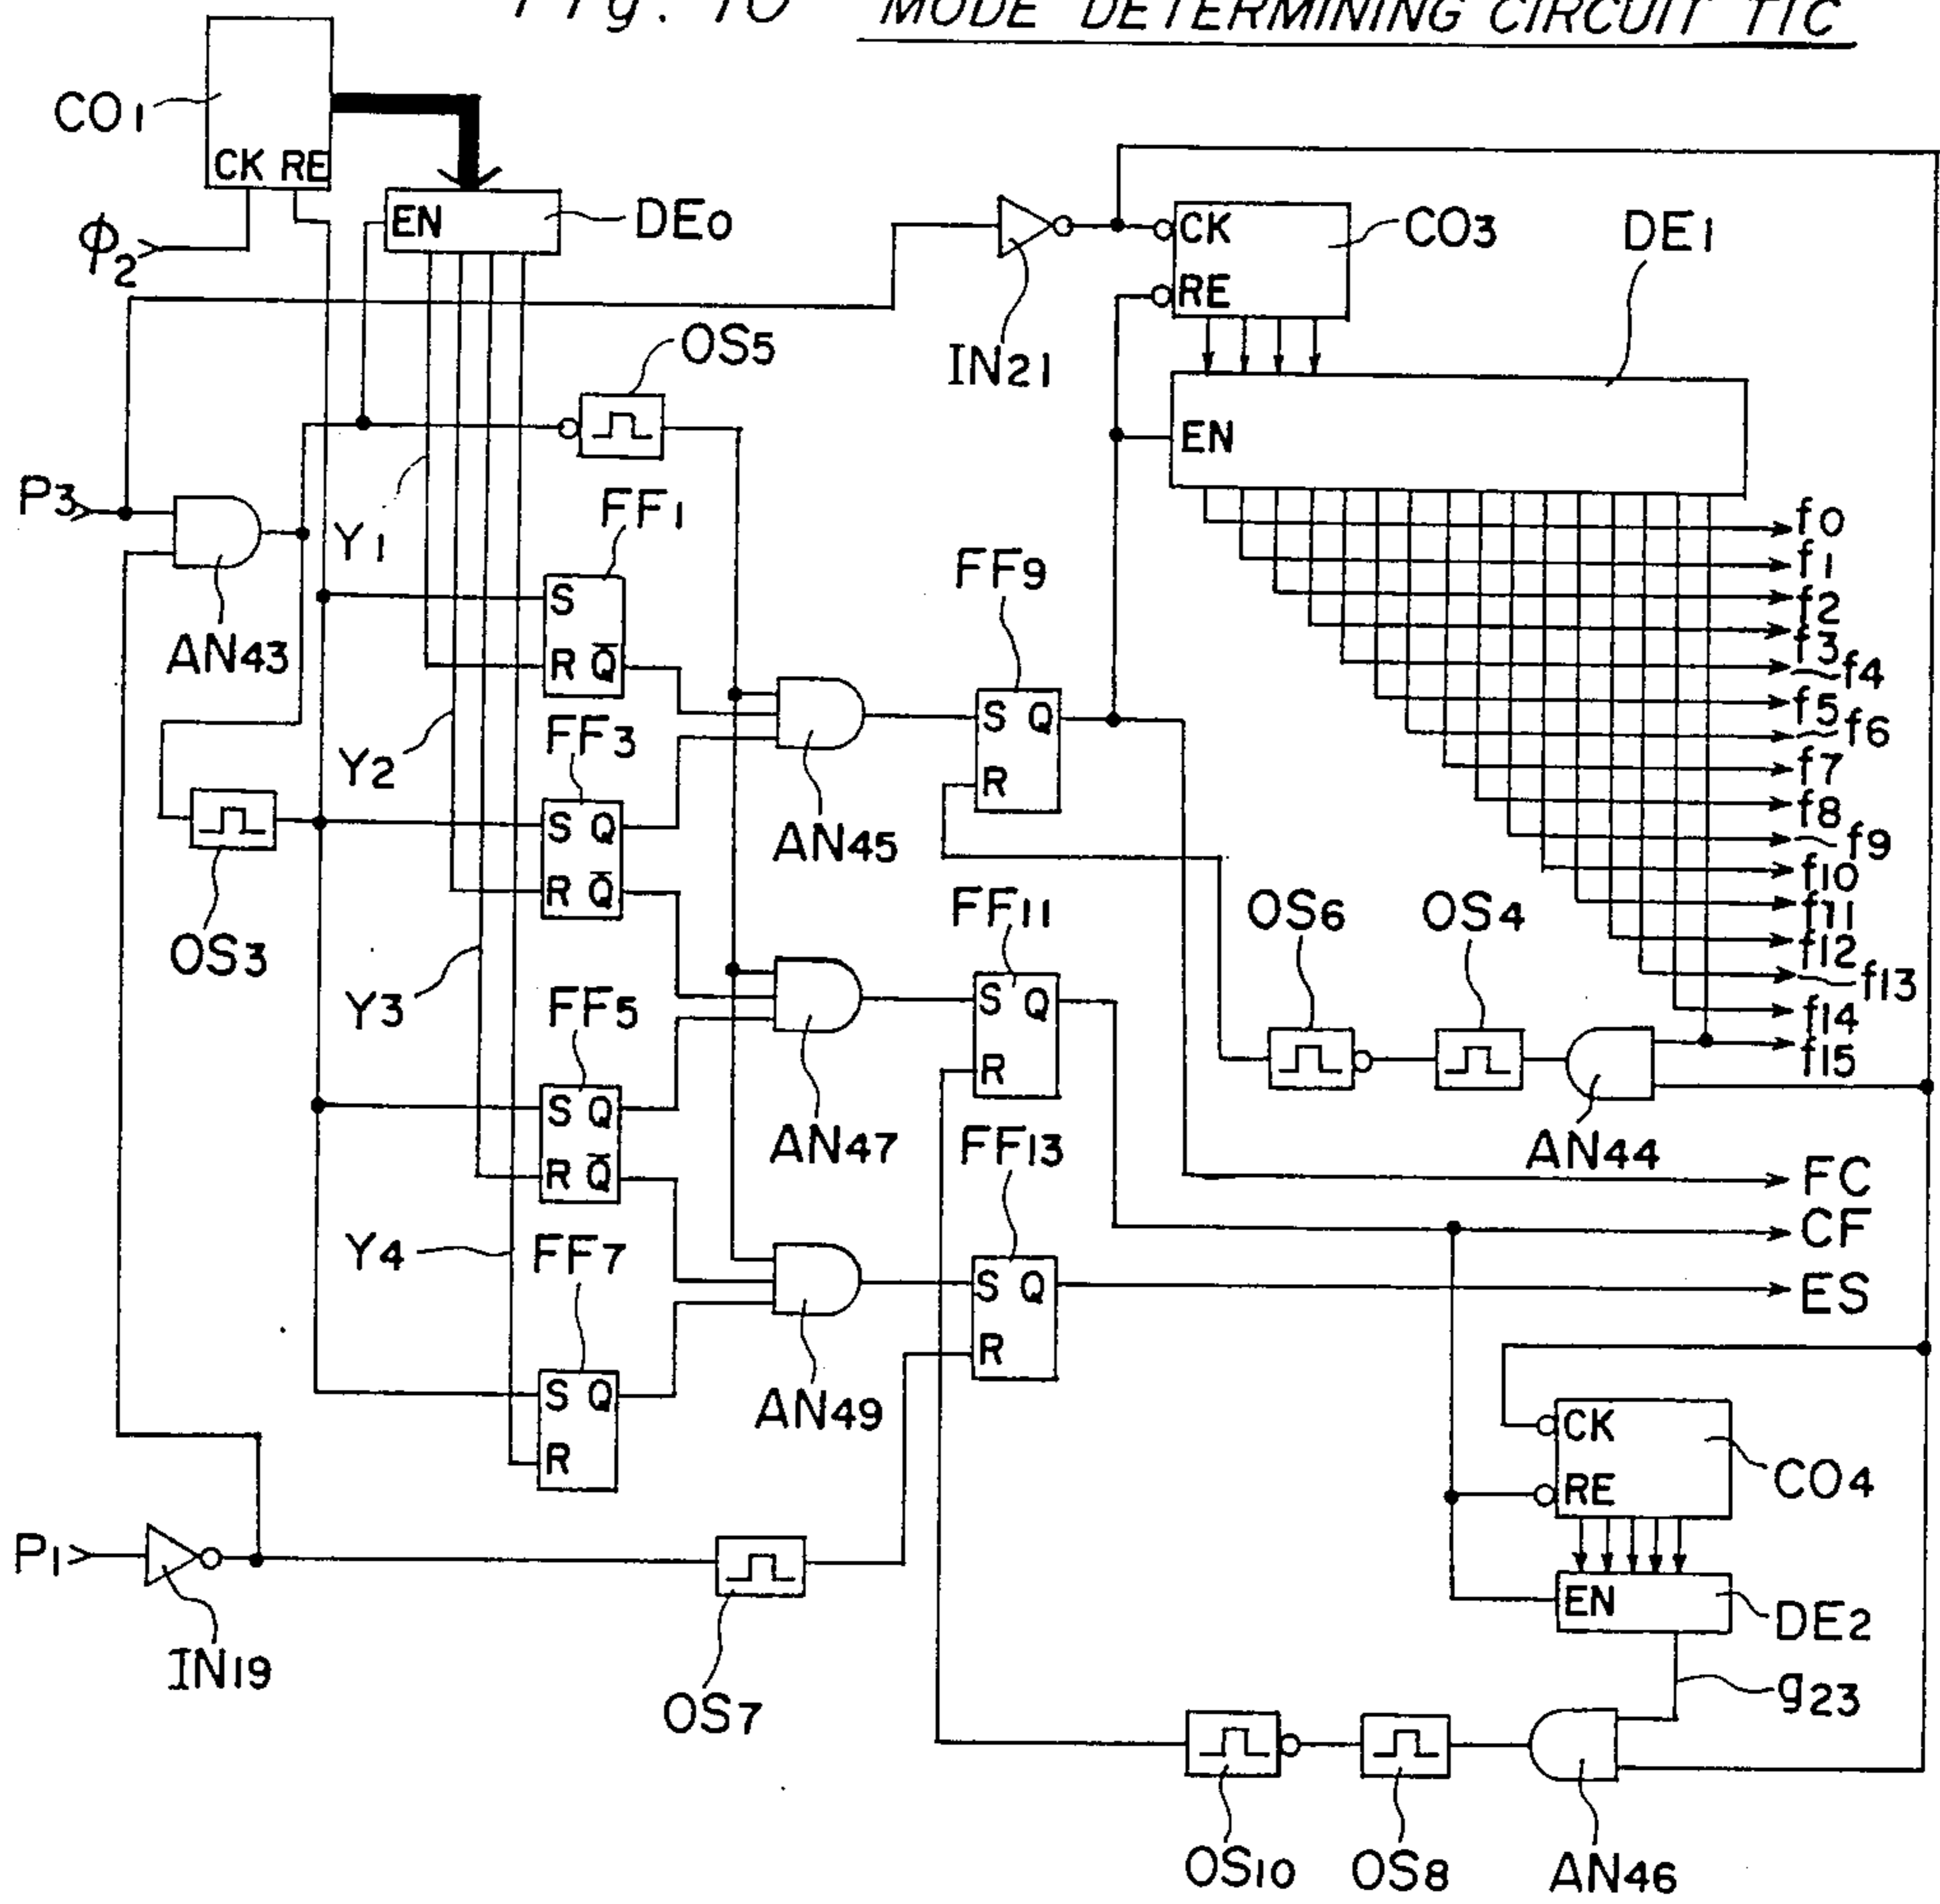 Fig. 10 MODE DETERMINING CIRCUIT TIC
CO1
CK RE
EN
DE0
φ2
CK
CO3
DE1
RE
OS5
IN21
EN
P3
Y1
FF1
f0
FF9
f1
S
f2
AN43
R Q̅
f3
f4
S Q
f5
FF3
f6
Y2
f7
R
S Q
f8
AN45
f9
R Q̅
f10
OS3
FF11
OS6
OS4
f11
f12
Y3
FF5
f13
S Q
f14
f15
R
S Q
AN47
FF13
AN44
R Q̅
FC
Y4
FF7
CF
S Q
ES
R
S Q
AN49
CK
R
RE
CO4
P1
EN
DE2
IN19
OS7
g23
OS10
OS8
AN46